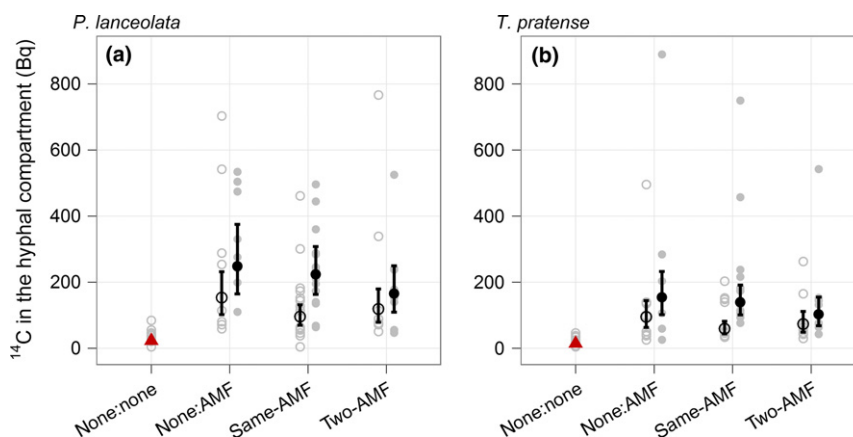 P. lanceolata
T. pratense
(a)
(b)
¹⁴C in the hyphal compartment (Bq)
800
600
400
200
0
800
600
400
200
0
None:none
None:AMF
Same-AMF
Two-AMF
None:none
None:AMF
Same-AMF
Two-AMF